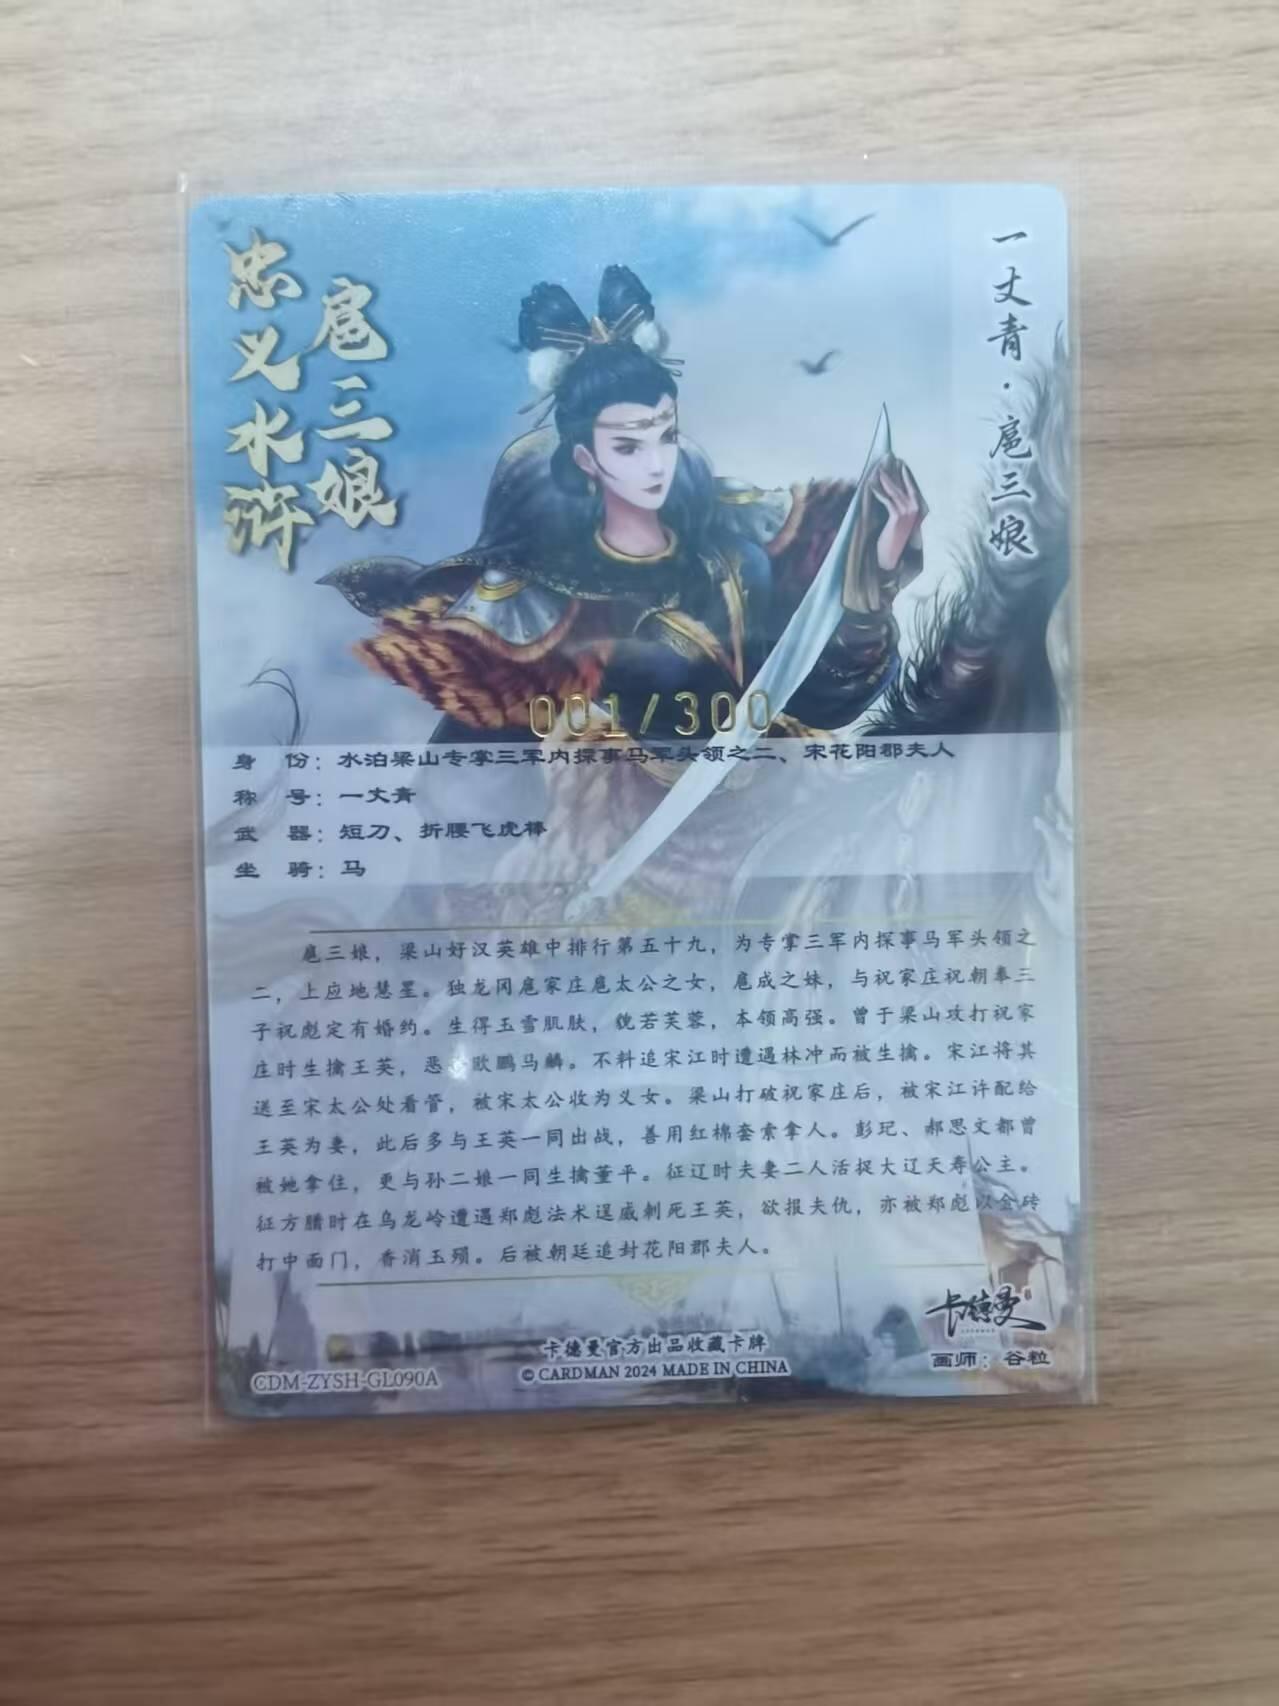 忠义水浒
扈三娘
一丈青·扈三娘
001/300
身 份：水泊梁山专掌三军内探事马军头领之二、宋花阳郡夫人
称 号：一丈青
武 器：短刀、折腰飞虎棒
坐 骑：马
扈三娘，梁山好汉英雄中排行第五十九，为专掌三军内探事马军头领之
二，上应地慧星。独龙冈扈家庄扈太公之女，扈成之妹，与祝家庄祝朝奉三
子祝彪定有婚约。生得玉雪肌肤，貌若芙蓉，本领高强。曾于梁山攻打祝家
庄时生擒王英，恶 欧鹏马麟。不料追宋江时遭遇林冲而被生擒。宋江将其
送至宋太公处看管，被宋太公收为义女。梁山打破祝家庄后，被宋江许配给
王英为妻，此后多与王英一同出战，善用红棉套索拿人。彭玘、郝思文都曾
被她拿住，更与孙二娘一同生擒董平。征辽时夫妻二人活捉大辽天寿公主。
征方腊时在乌龙岭遭遇郑彪法术逞威刺死王英，欲报夫仇，亦被郑彪以金砖
打中面门，香消玉殒。后被朝廷追封花阳郡夫人。
卡德曼
画师：谷粒
卡德曼官方出品收藏卡牌
© CARDMAN 2024 MADE IN CHINA
CDM-ZYSH-GL090A